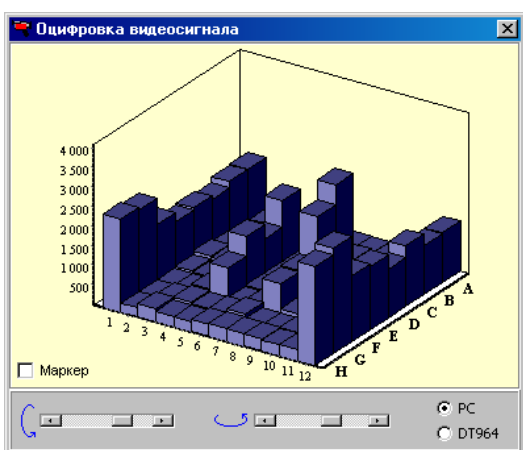 Оцифровка видеосигнала
4 000
3 500
3 000
2 500
2 000
1 500
1 000
500
1 2 3 4 5 6 7 8 9 10 11 12
H G F E D C B A
Маркер
PC
DT964